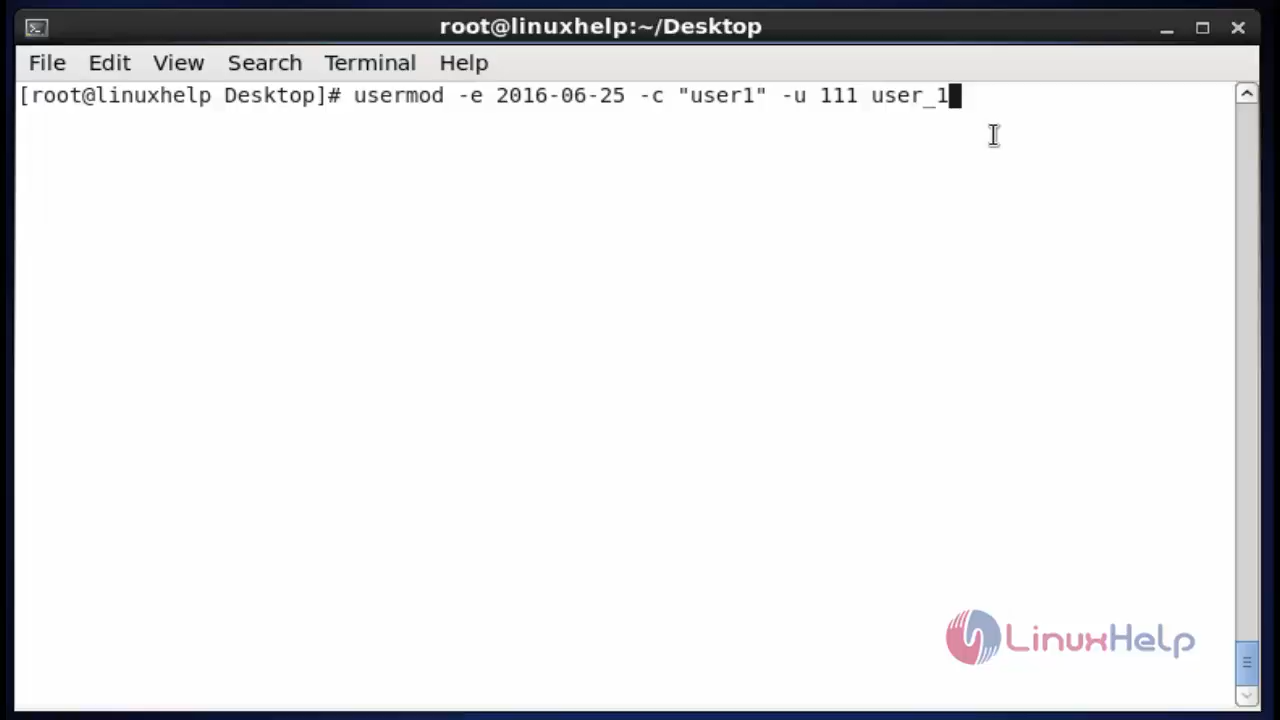 root@linuxhelp:~/Desktop
File Edit View Search Terminal Help
[root@linuxhelp Desktop]# usermod -e 2016-06-25 -c "user1" -u 111 user_1
LinuxHelp